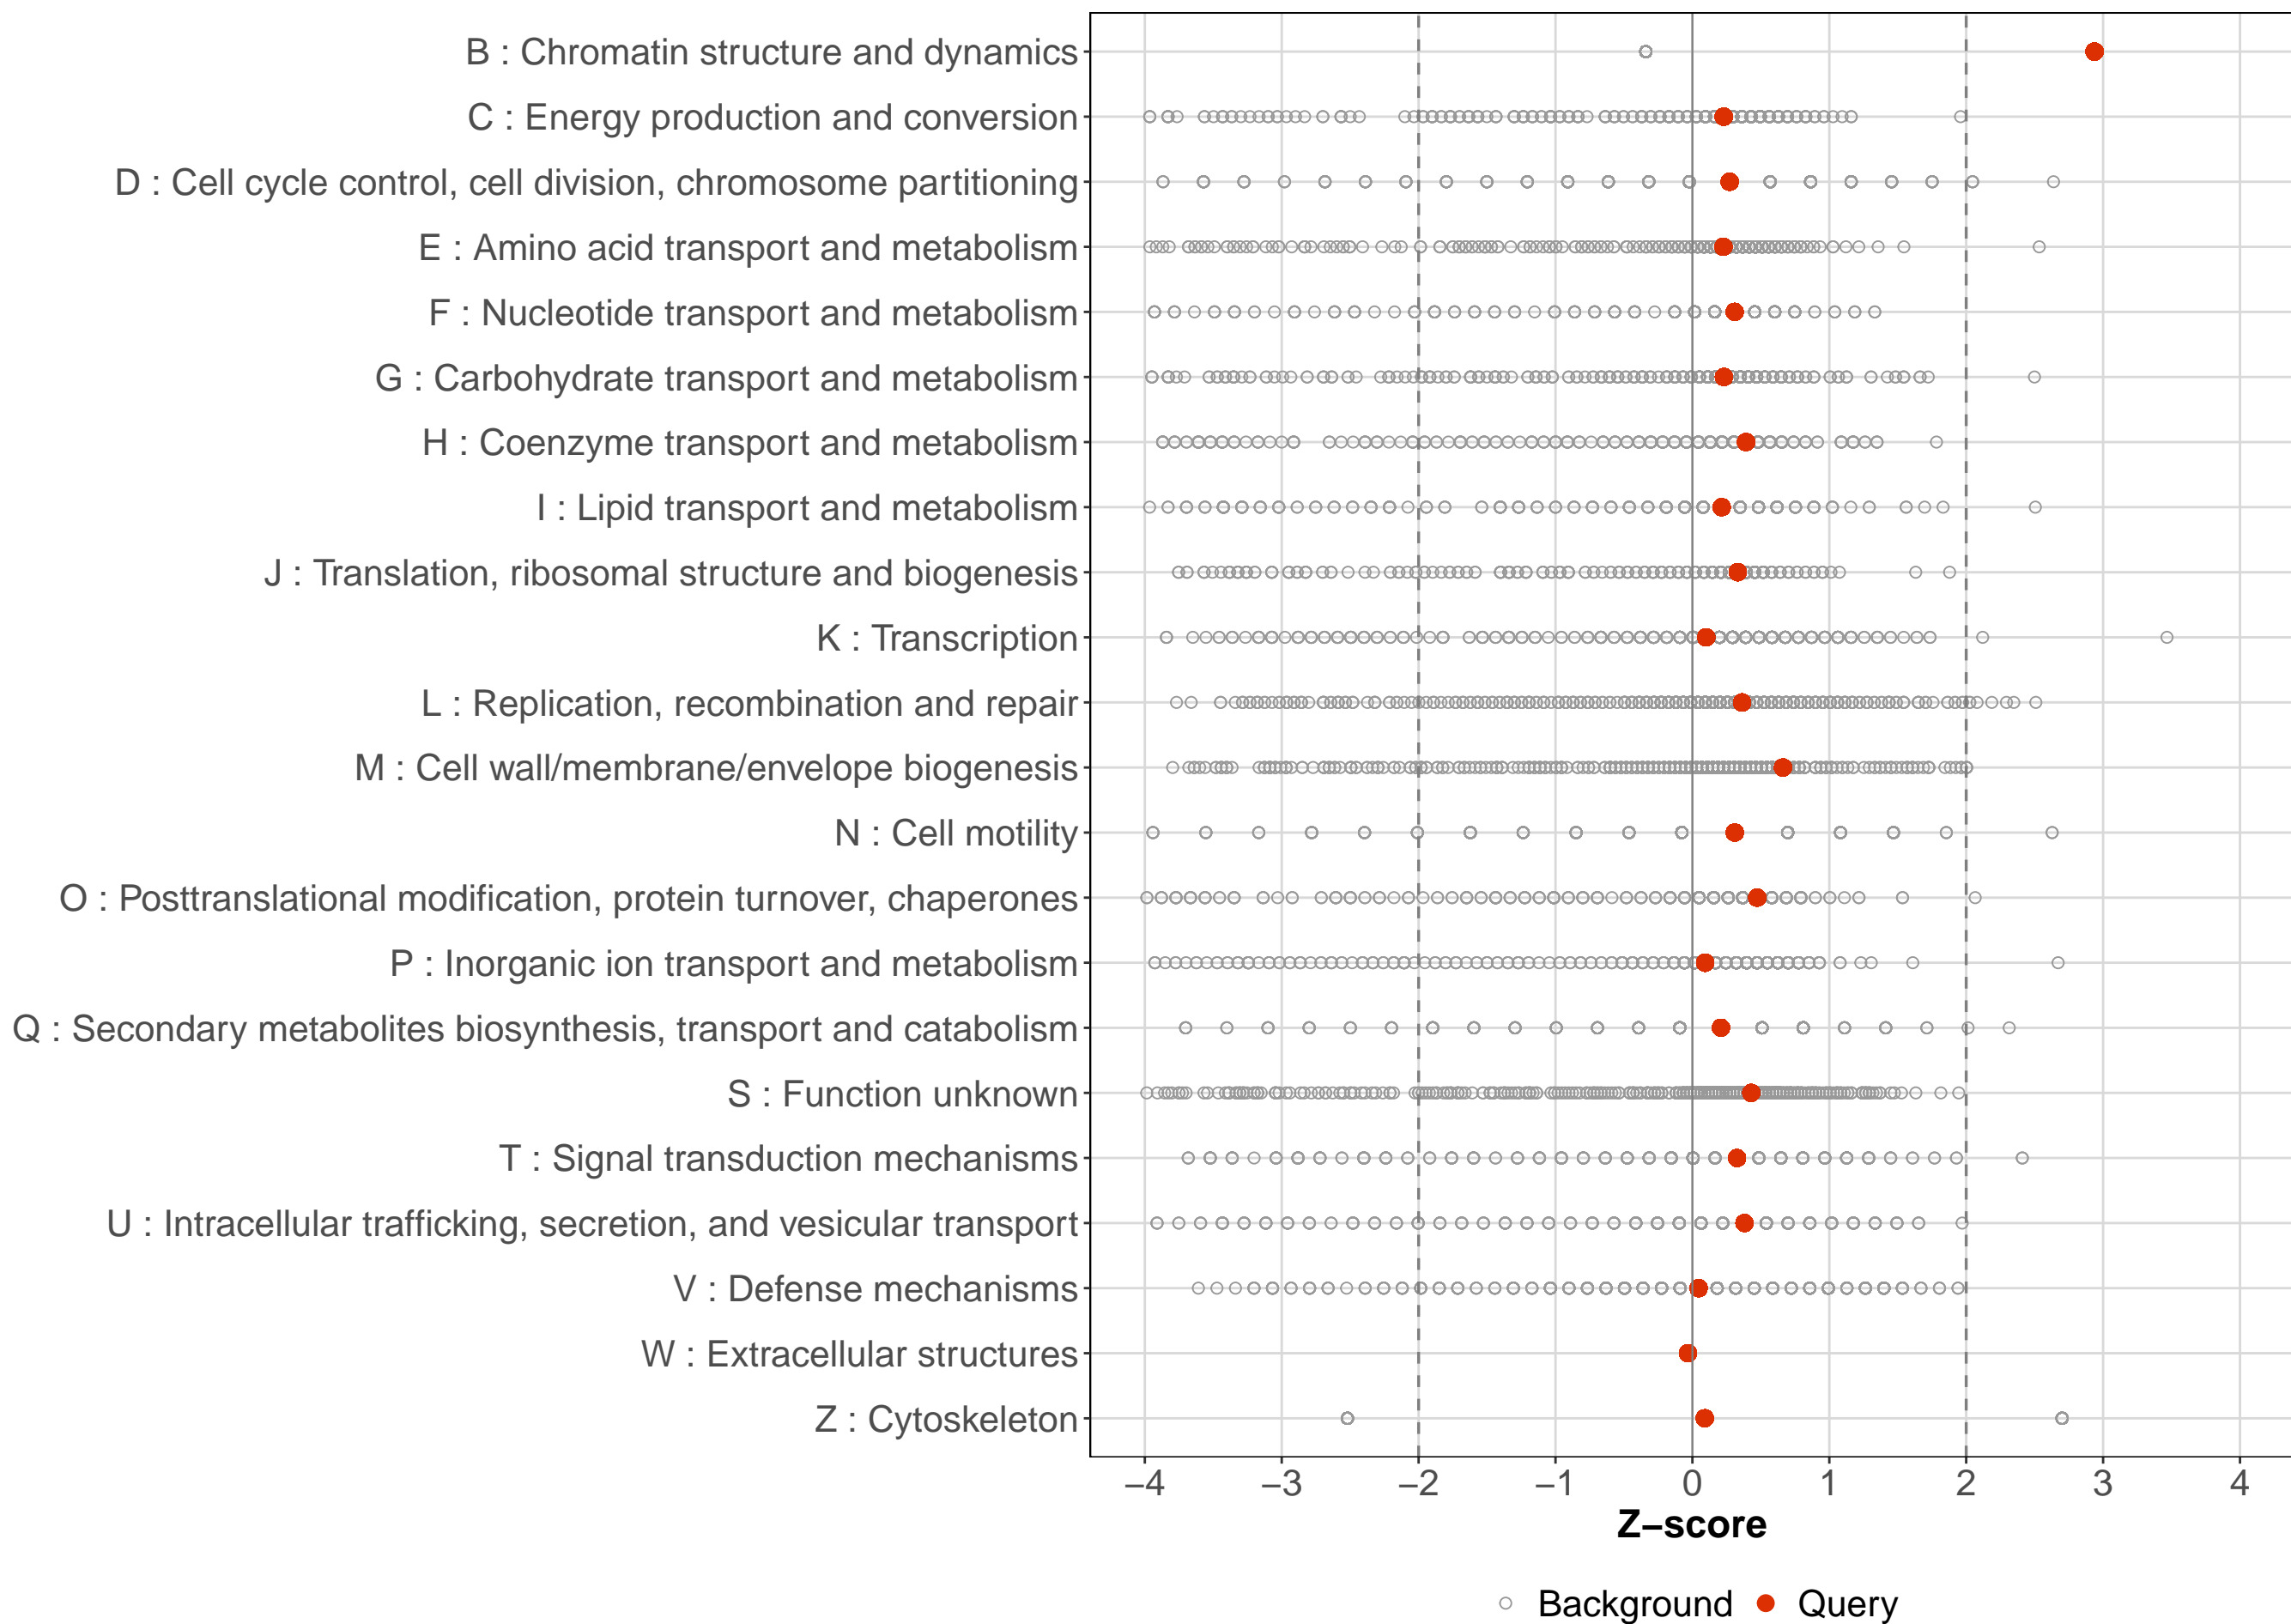 B : Chromatin structure and dynamics
C : Energy production and conversion
D : Cell cycle control, cell division, chromosome partitioning
E : Amino acid transport and metabolism
F : Nucleotide transport and metabolism
G : Carbohydrate transport and metabolism
H : Coenzyme transport and metabolism
I : Lipid transport and metabolism
J : Translation, ribosomal structure and biogenesis
K : Transcription
L : Replication, recombination and repair
M : Cell wall/membrane/envelope biogenesis
N : Cell motility
O : Posttranslational modification, protein turnover, chaperones
P : Inorganic ion transport and metabolism
Q : Secondary metabolites biosynthesis, transport and catabolism
S : Function unknown
T : Signal transduction mechanisms
U : Intracellular trafficking, secretion, and vesicular transport
V : Defense mechanisms
W : Extracellular structures
Z : Cytoskeleton
−4 −3 −2 −1 0 1 2 3 4
Z−score
Background Query